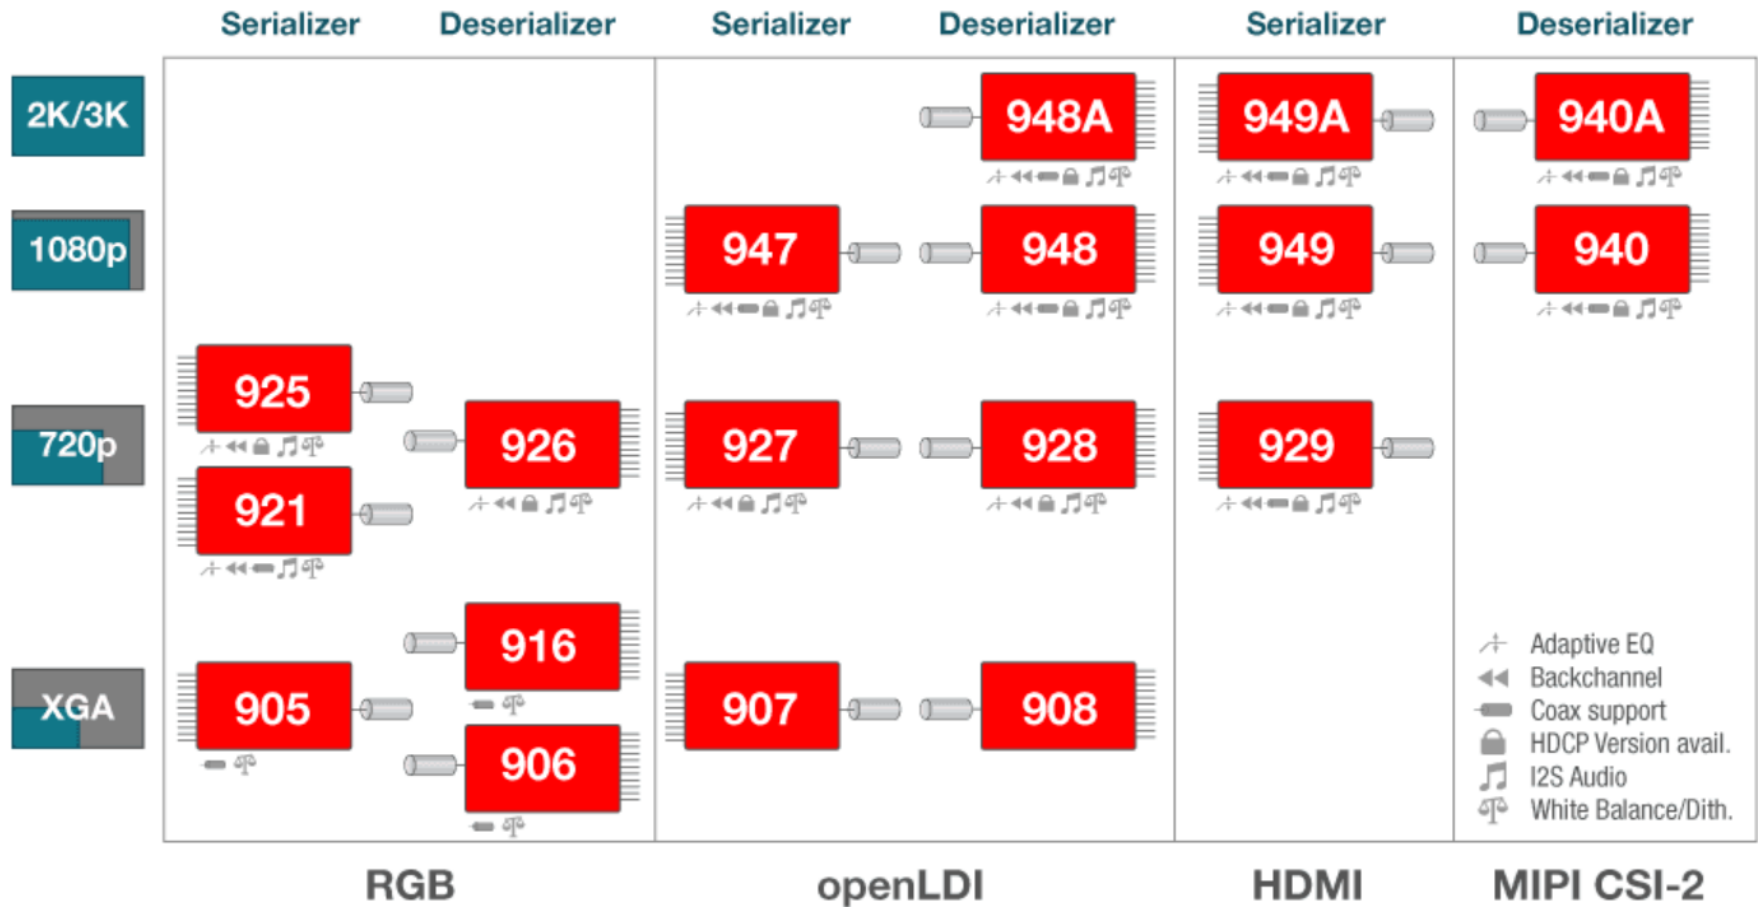 Serializer Deserializer Serializer Deserializer Serializer Deserializer
2K/3K 948A 949A 940A
1080p 947 948 949 940
925
720p 926 927 928 929
921
916
XGA 905 907 908
906
Adaptive EQ
Backchannel
Coax support
HDCP Version avail.
I2S Audio
White Balance/Dith.
RGB openLDI HDMI MIPI CSI-2